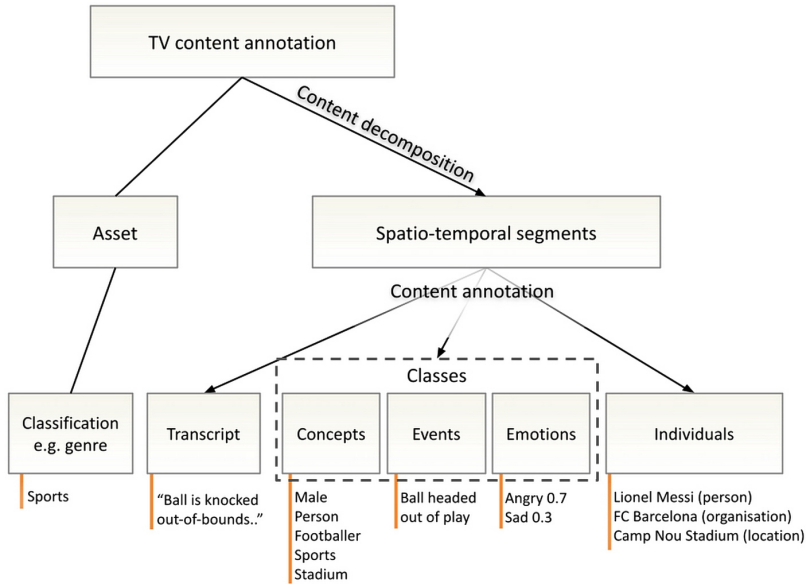 TV content annotation
Content decomposition
Asset
Spatio-temporal segments
Content annotation
Classes
Classification
e.g. genre
Transcript
Concepts
Events
Emotions
Individuals
Sports
“Ball is knocked
out-of-bounds..”
Male
Person
Footballer
Sports
Stadium
Ball headed
out of play
Angry 0.7
Sad 0.3
Lionel Messi (person)
FC Barcelona (organisation)
Camp Nou Stadium (location)